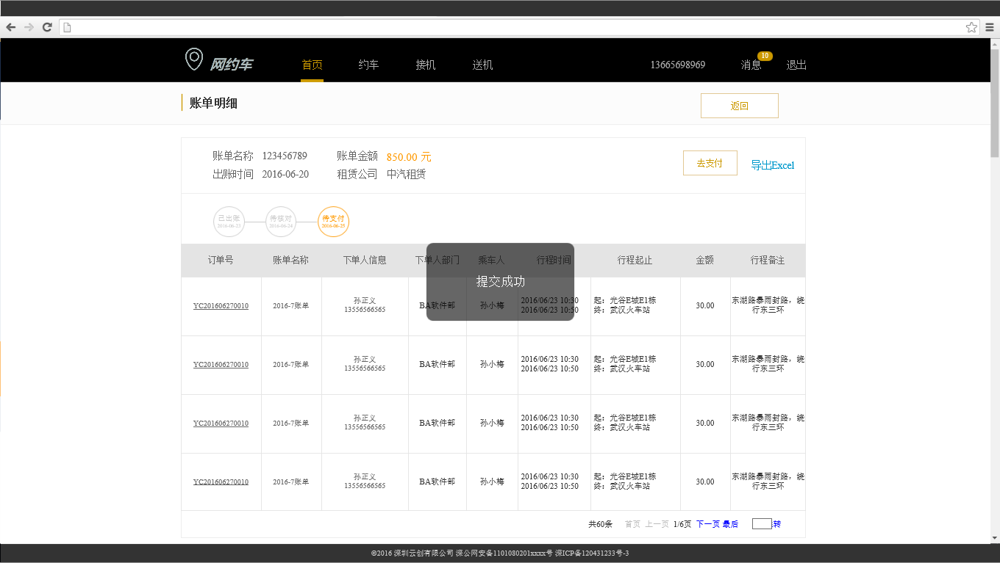 网约车 首页 约车 接机 送机 13665698969 消息 10 退出
账单明细 返回
账单名称 123456789 账单金额 850.00 元 去支付 导出Excel
出账时间 2016-06-20 租赁公司 中汽租赁
已出账 待核对 待支付
2016-06-23 2016-06-24 2016-06-25
订单号 账单名称 下单人信息 下单人部门 乘车人 行程时间 行程起止 金额 行程备注
提交成功
YC201606270010 2016-7账单 孙正义 13556566565 BA软件部 孙小梅 2016/06/23 10:30 2016/06/23 10:50 起：光谷E城E1栋 终：武汉火车站 30.00 东湖路暴雨封路，绕行东三环
YC201606270010 2016-7账单 孙正义 13556566565 BA软件部 孙小梅 2016/06/23 10:30 2016/06/23 10:50 起：光谷E城E1栋 终：武汉火车站 30.00 东湖路暴雨封路，绕行东三环
YC201606270010 2016-7账单 孙正义 13556566565 BA软件部 孙小梅 2016/06/23 10:30 2016/06/23 10:50 起：光谷E城E1栋 终：武汉火车站 30.00 东湖路暴雨封路，绕行东三环
YC201606270010 2016-7账单 孙正义 13556566565 BA软件部 孙小梅 2016/06/23 10:30 2016/06/23 10:50 起：光谷E城E1栋 终：武汉火车站 30.00 东湖路暴雨封路，绕行东三环
共60条 首页 上一页 1/6页 下一页 最后 转
©2016 深圳云创有限公司 深公网安备1101080201xxxx号 深ICP备120431233号-3